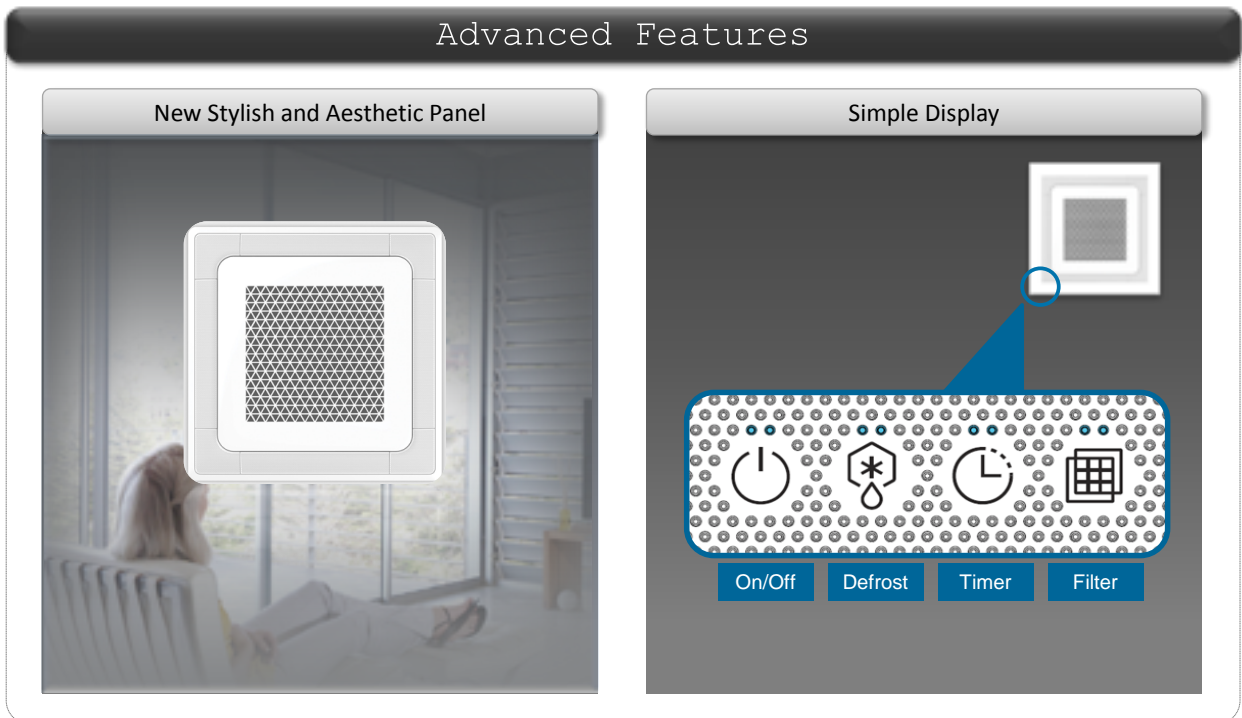 Advanced Features
New Stylish and Aesthetic Panel
Simple Display
On/Off
Defrost
Timer
Filter